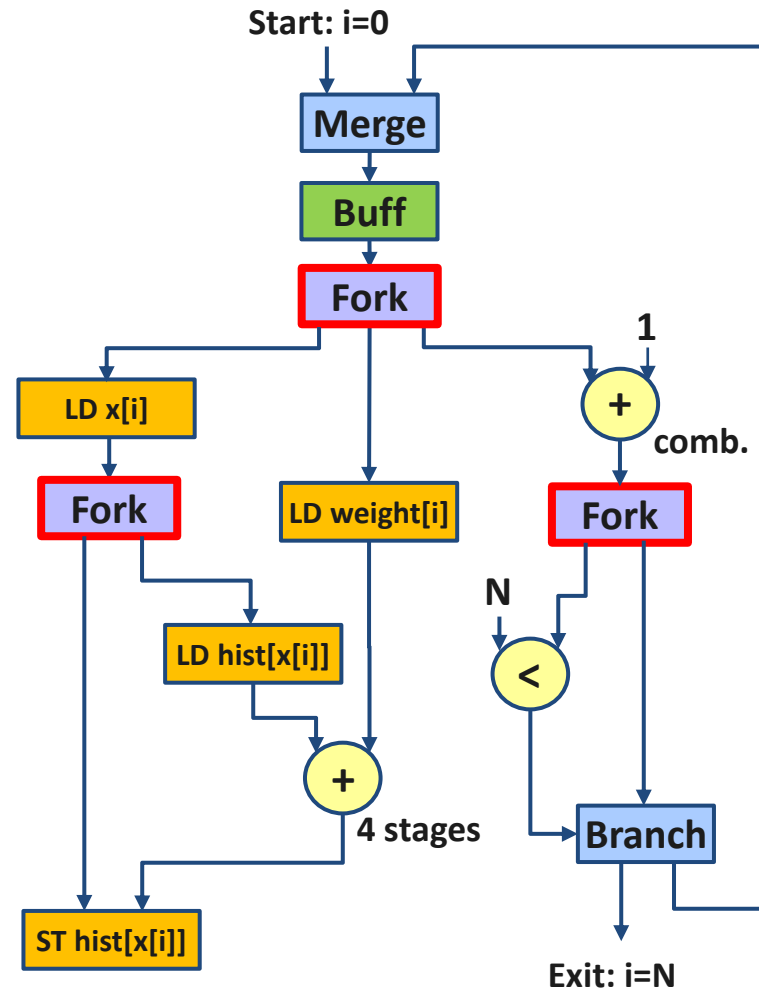 Start: i=0
Merge
Buff
Fork
1
LD x[i]
+
comb.
Fork
LD weight[i]
Fork
N
LD hist[x[i]]
<
+
4 stages
Branch
ST hist[x[i]]
Exit: i=N